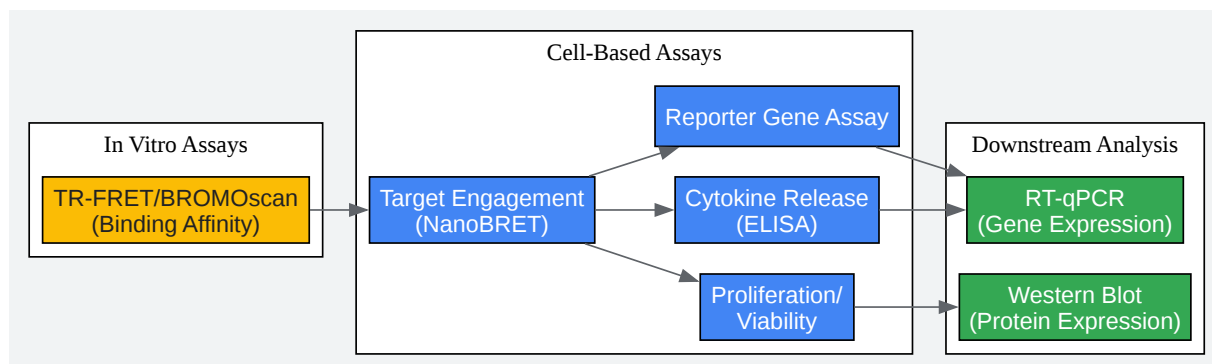 In Vitro Assays
TR-FRET/BROMOscan
(Binding Affinity)
Cell-Based Assays
Target Engagement
(NanoBRET)
Reporter Gene Assay
Cytokine Release
(ELISA)
Proliferation/
Viability
Downstream Analysis
RT-qPCR
(Gene Expression)
Western Blot
(Protein Expression)